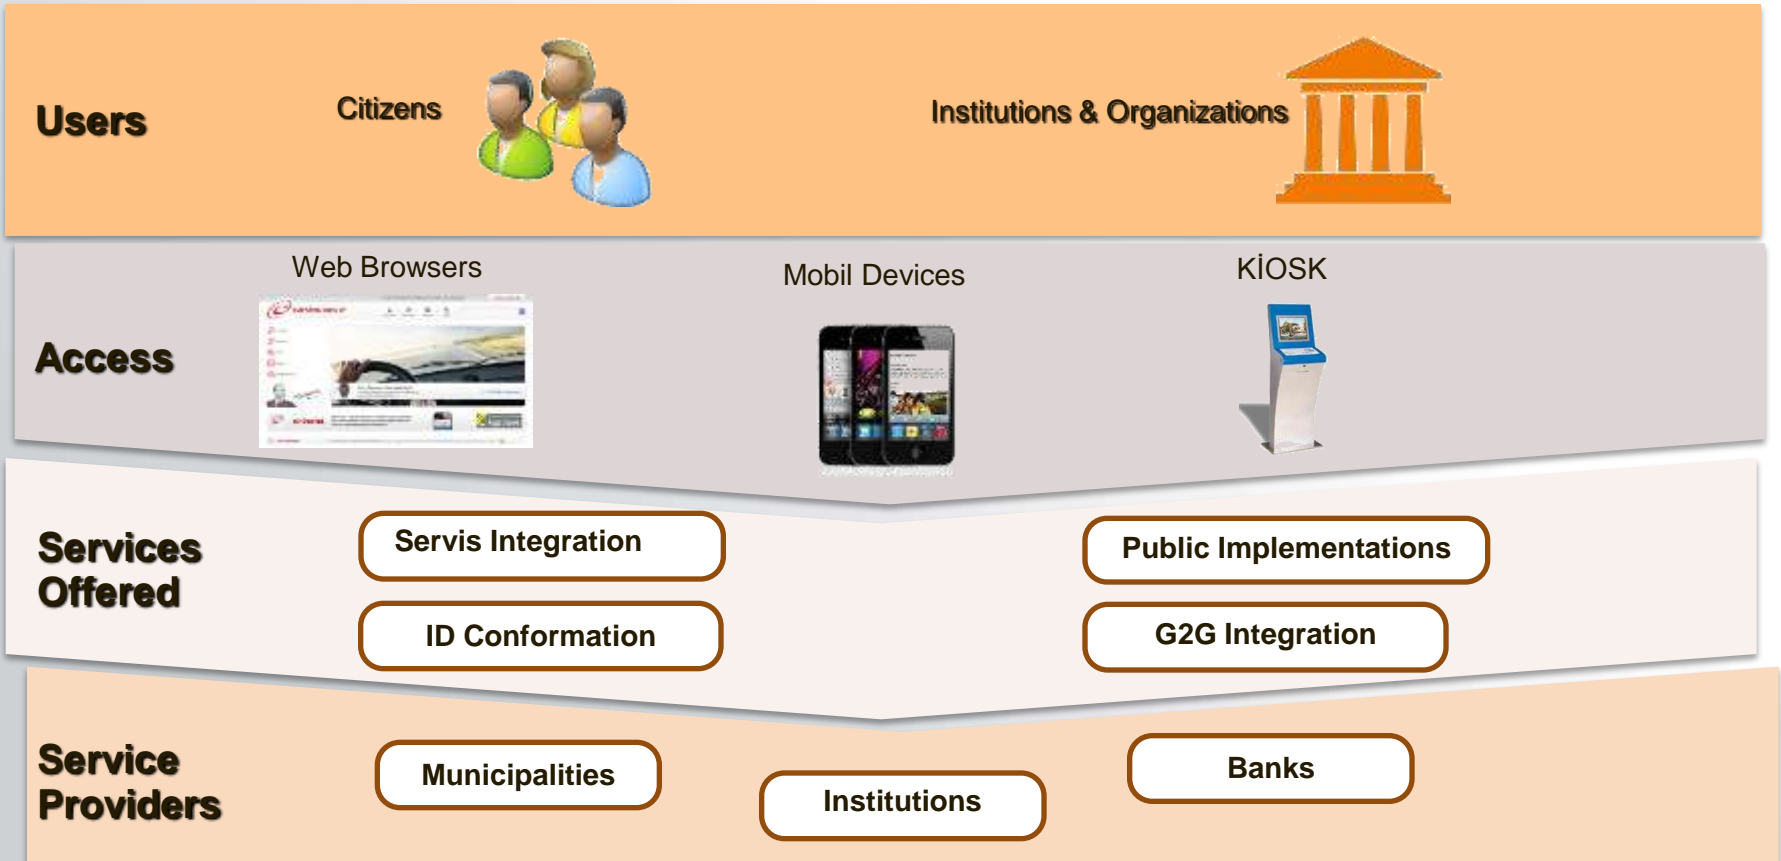 Users
Citizens
Institutions & Organizations
Web Browsers
Mobil Devices
KİOSK
Access
Services
Offered
Servis Integration
Public Implementations
ID Conformation
G2G Integration
Service
Providers
Municipalities
Institutions
Banks